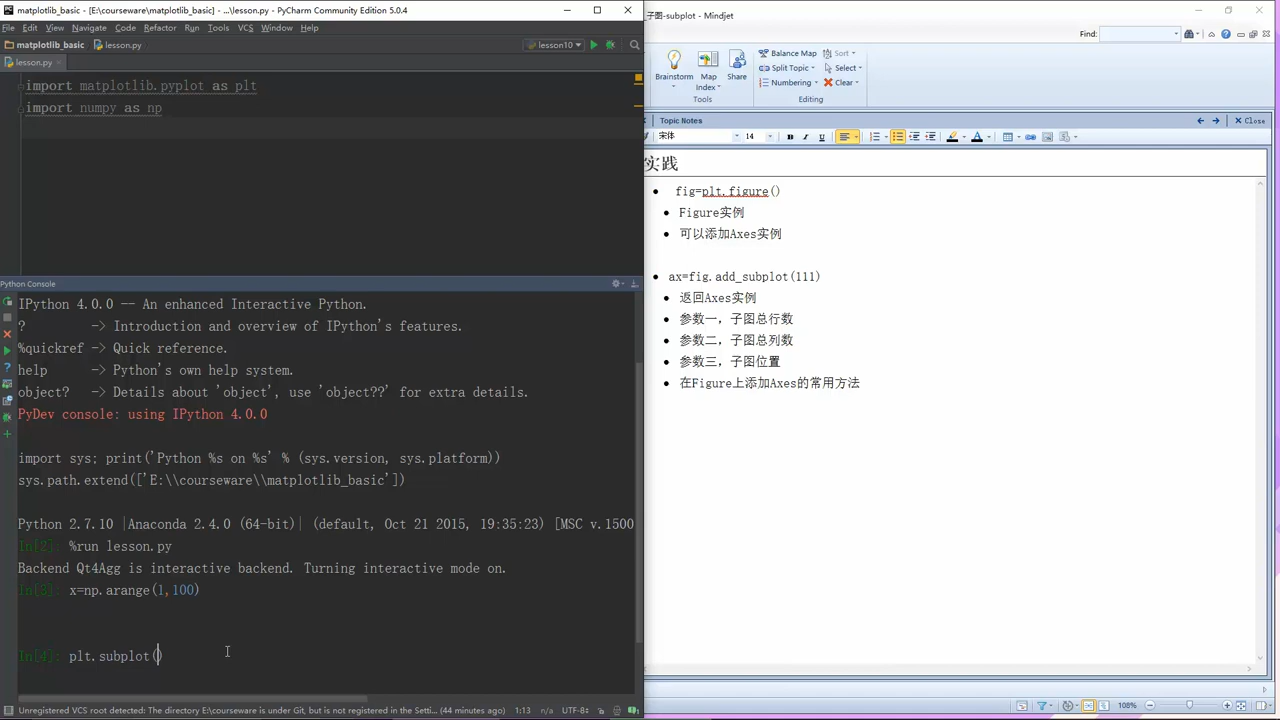 matplotlib_basic - [E:\courseware\matplotlib_basic] - ...\lesson.py - PyCharm Community Edition 5.0.4
File Edit View Navigate Code Refactor Run Tools VCS Window Help
matplotlib_basic lesson.py
lesson10
lesson.py
import matplotlib.pyplot as plt
import numpy as np
Python Console
IPython 4.0.0 -- An enhanced Interactive Python.
? -> Introduction and overview of IPython's features.
%quickref -> Quick reference.
help -> Python's own help system.
object? -> Details about 'object', use 'object??' for extra details.
PyDev console: using IPython 4.0.0
import sys; print('Python %s on %s' % (sys.version, sys.platform))
sys.path.extend(['E:\\courseware\\matplotlib_basic'])
Python 2.7.10 |Anaconda 2.4.0 (64-bit)| (default, Oct 21 2015, 19:35:23) [MSC v.1500
In[2]: %run lesson.py
Backend Qt4Agg is interactive backend. Turning interactive mode on.
In[3]: x=np.arange(1,100)
In[4]: plt.subplot()
Unregistered VCS root detected: The directory E:\courseware is under Git, but is not registered in the Setti... (44 minutes ago) 1:13 n/a UTF-8
子图-subplot - Mindjet
Find:
Brainstorm
Map Index
Share
Tools
Balance Map
Split Topic
Numbering
Sort
Select
Clear
Editing
Topic Notes
Close
宋体 14 B I U A
实践
fig=plt.figure()
Figure实例
可以添加Axes实例
ax=fig.add_subplot(111)
返回Axes实例
参数一，子图总行数
参数二，子图总列数
参数三，子图位置
在Figure上添加Axes的常用方法
108%